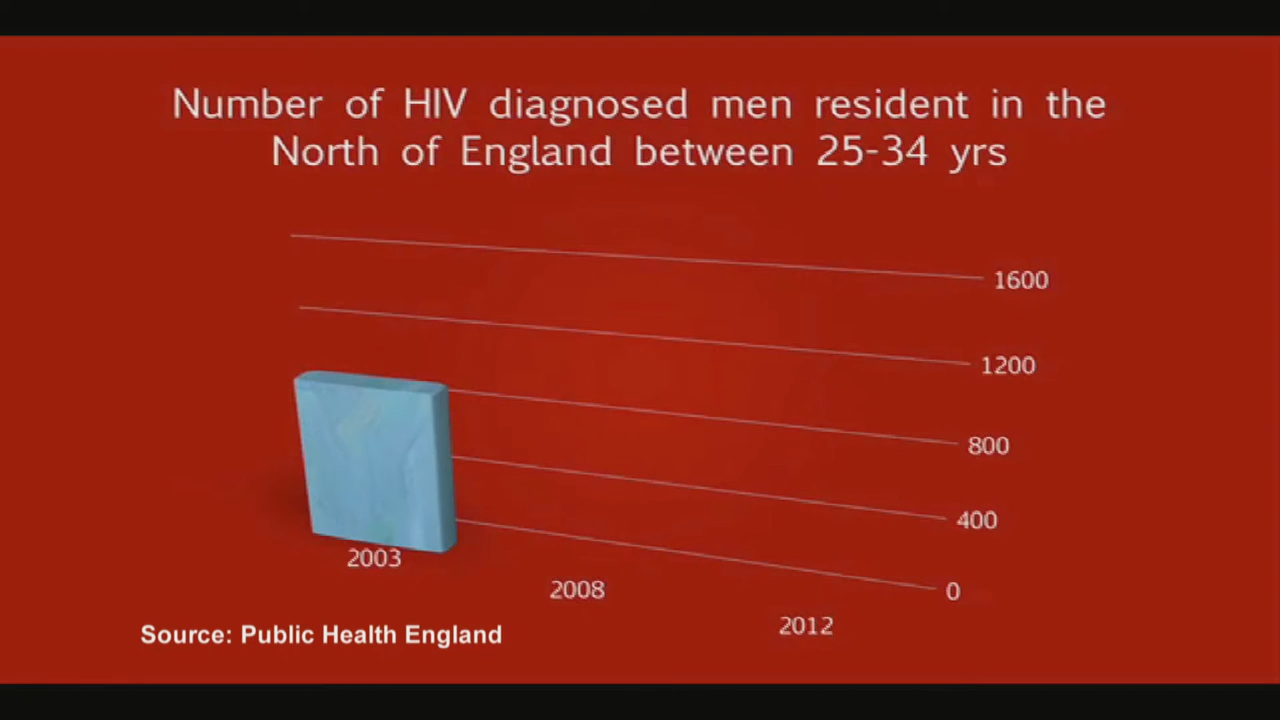 Number of HIV diagnosed men resident in the
North of England between 25-34 yrs
1600
1200
800
400
0
2003
2008
2012
Source: Public Health England